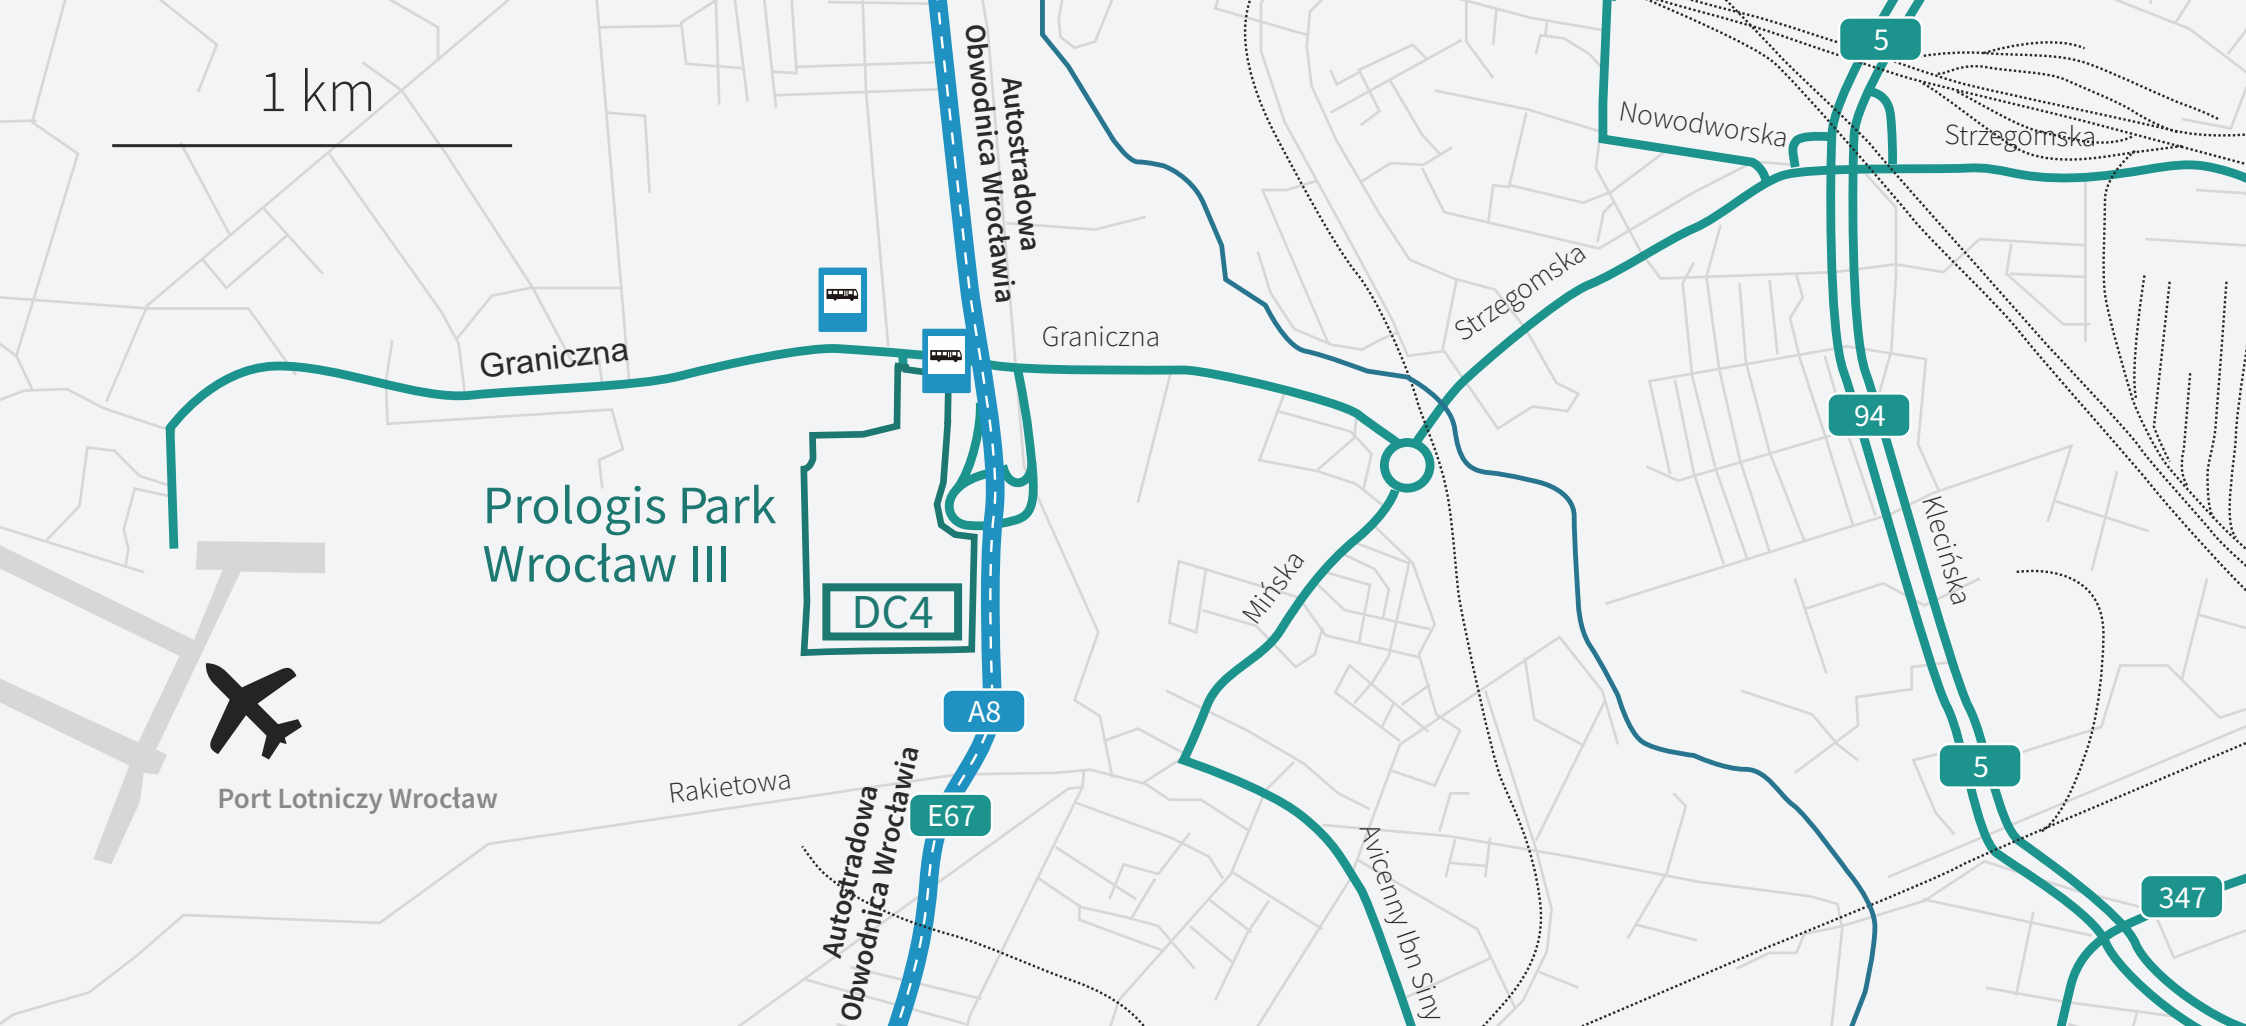 5
1 km
Autostradowa
Obwodnica Wrocławia
Nowodworska
Strzegomska
Strzegomska
Graniczna
Graniczna
94
Prologis Park
Wrocław III
Klecińska
Mińska
DC4
A8
5
Port Lotniczy Wrocław
Rakietowa
E67
Autostradowa
Obwodnica Wrocławia
Avicenny Ibn Siny
347